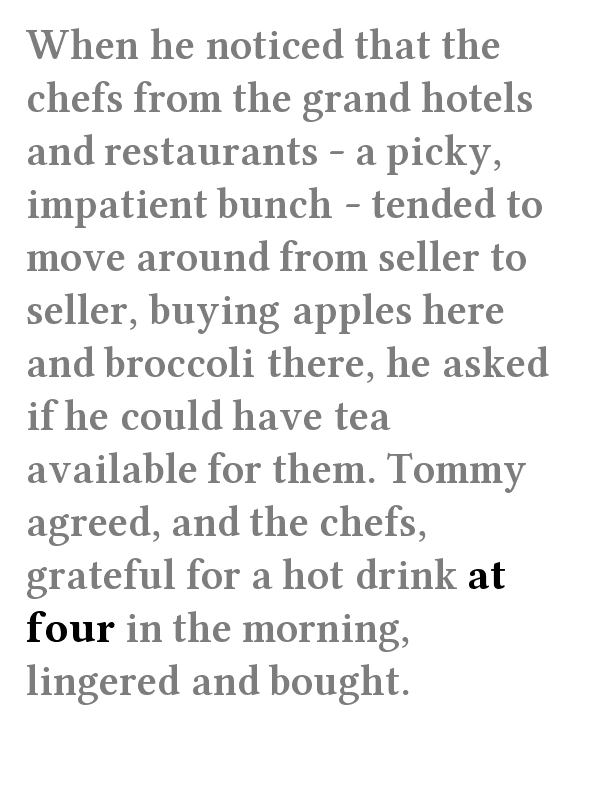 When he noticed that the
chefs from the grand hotels
and restaurants - a picky,
impatient bunch - tended to
move around from seller to
seller, buying apples here
and broccoli there, he asked
if he could have tea
available for them. Tommy
agreed, and the chefs,
grateful for a hot drink at
four in the morning,
lingered and bought.